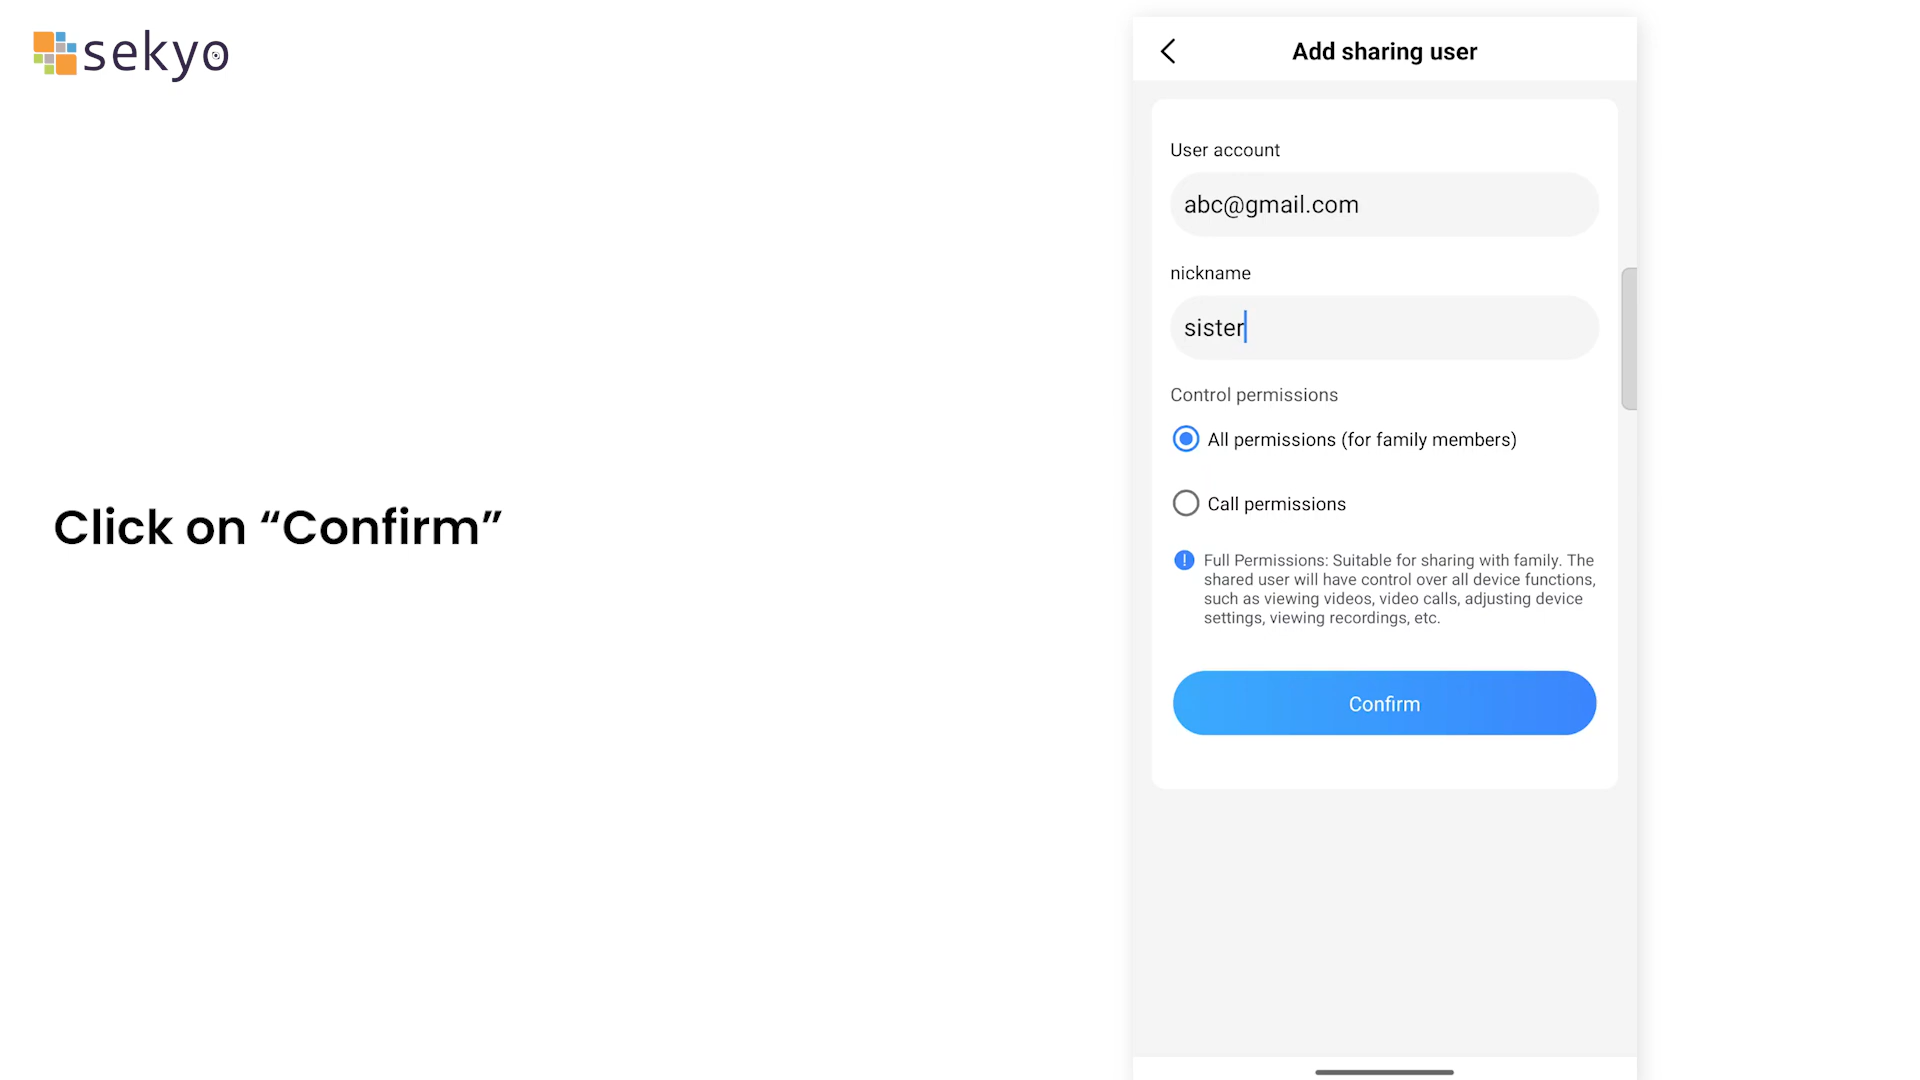 sekyo
Click on “Confirm”
Add sharing user
User account
abc@gmail.com
nickname
sister
Control permissions
All permissions (for family members)
Call permissions
Full Permissions: Suitable for sharing with family. The
shared user will have control over all device functions,
such as viewing videos, video calls, adjusting device
settings, viewing recordings, etc.
Confirm